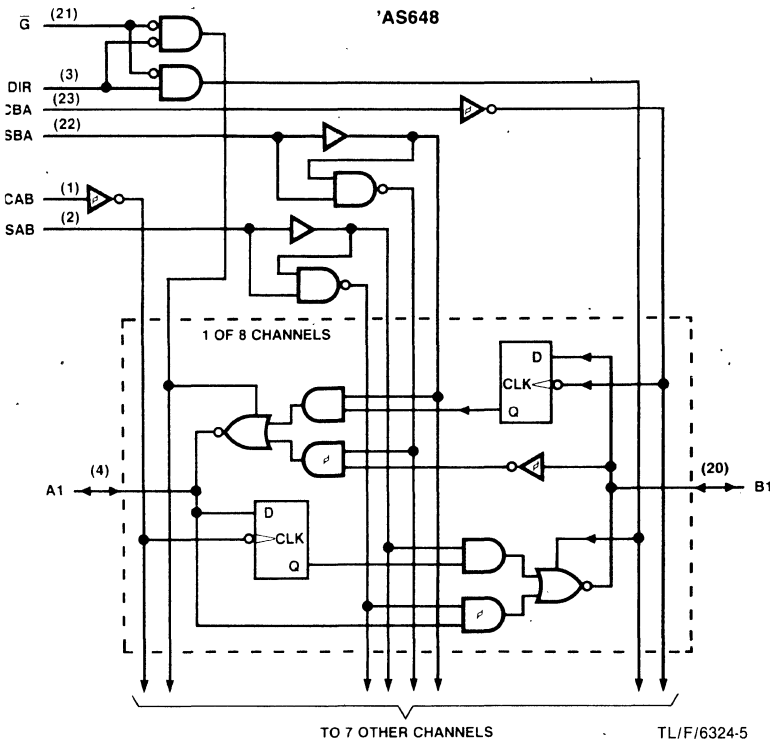 'AS648
G̅ (21)
DIR (3)
CBA (23)
SBA (22)
CAB (1)
SAB (2)
1 OF 8 CHANNELS
D
CLK
Q
A1 (4)
(20) B1
D
CLK
Q
TO 7 OTHER CHANNELS
TL/F/6324-5